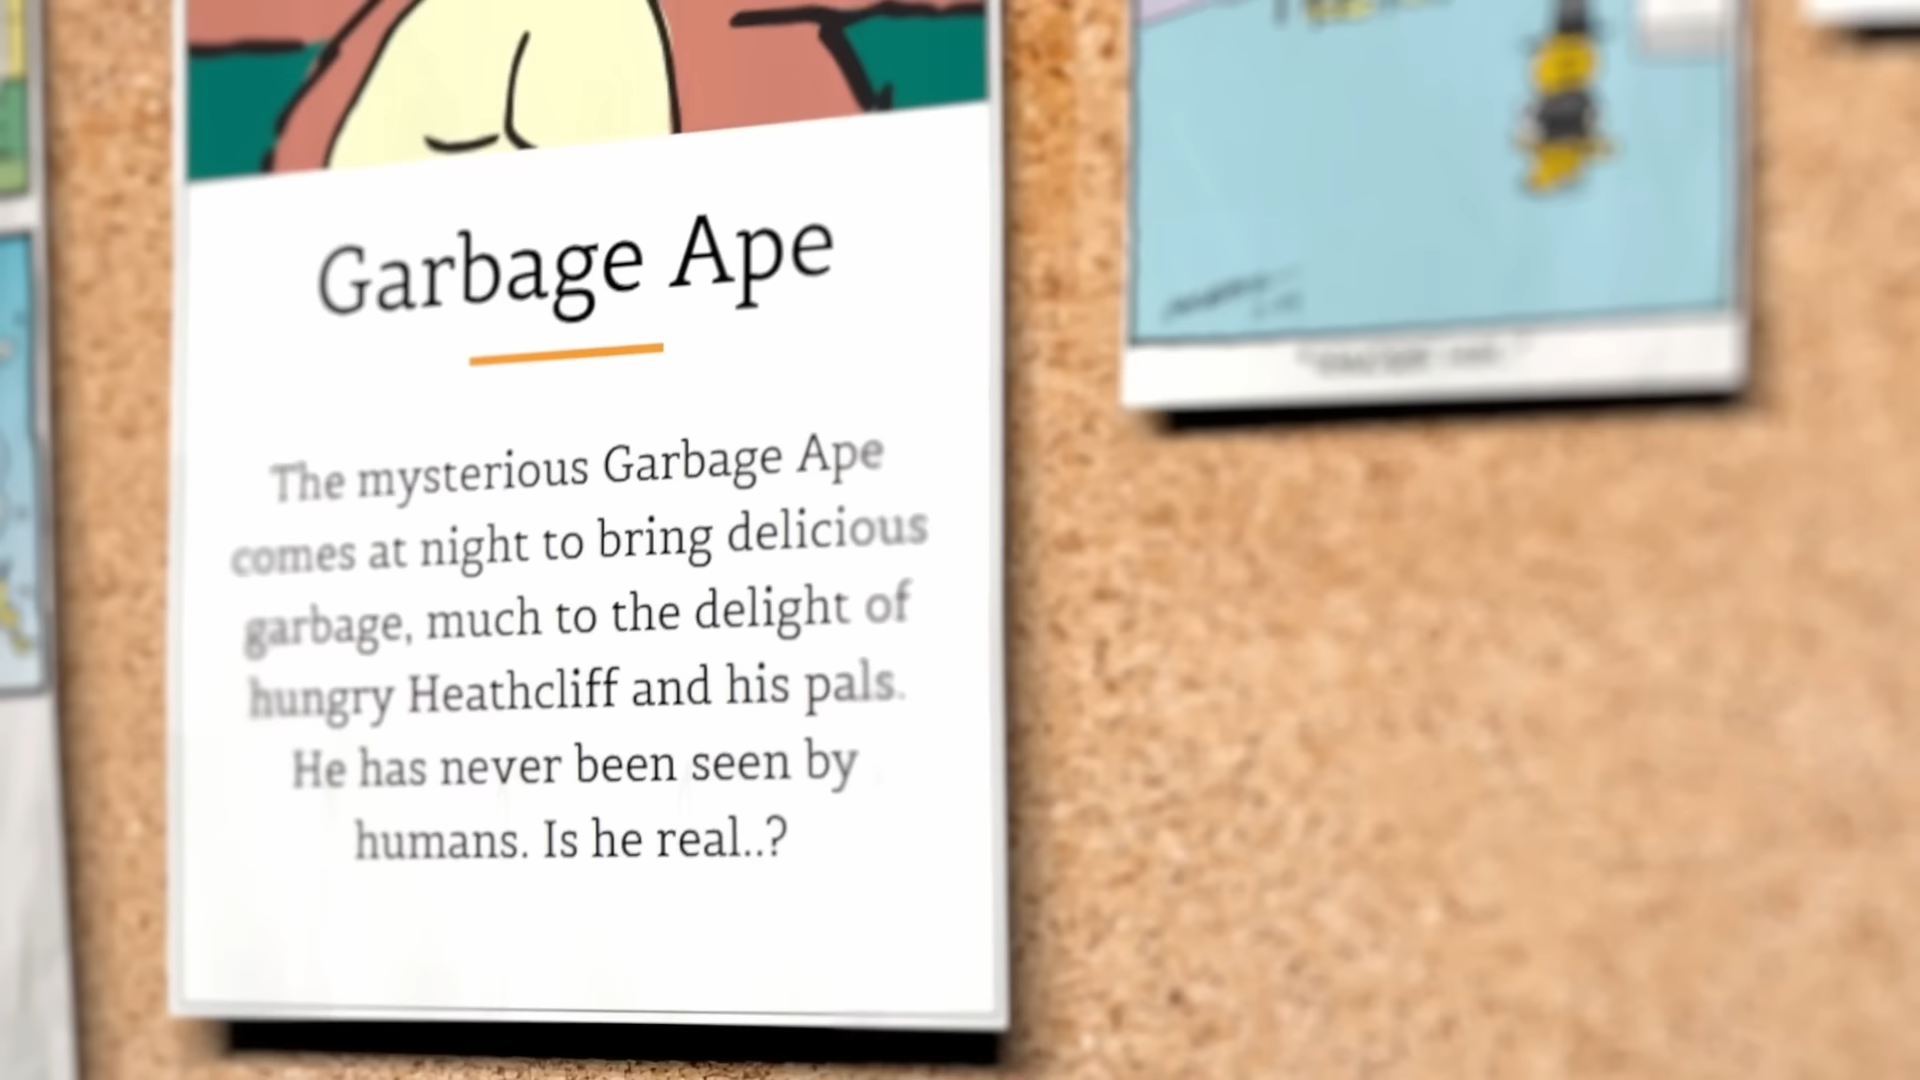 Garbage Ape
The mysterious Garbage Ape
comes at night to bring delicious
garbage, much to the delight of
hungry Heathcliff and his pals.
He has never been seen by
humans. Is he real..?